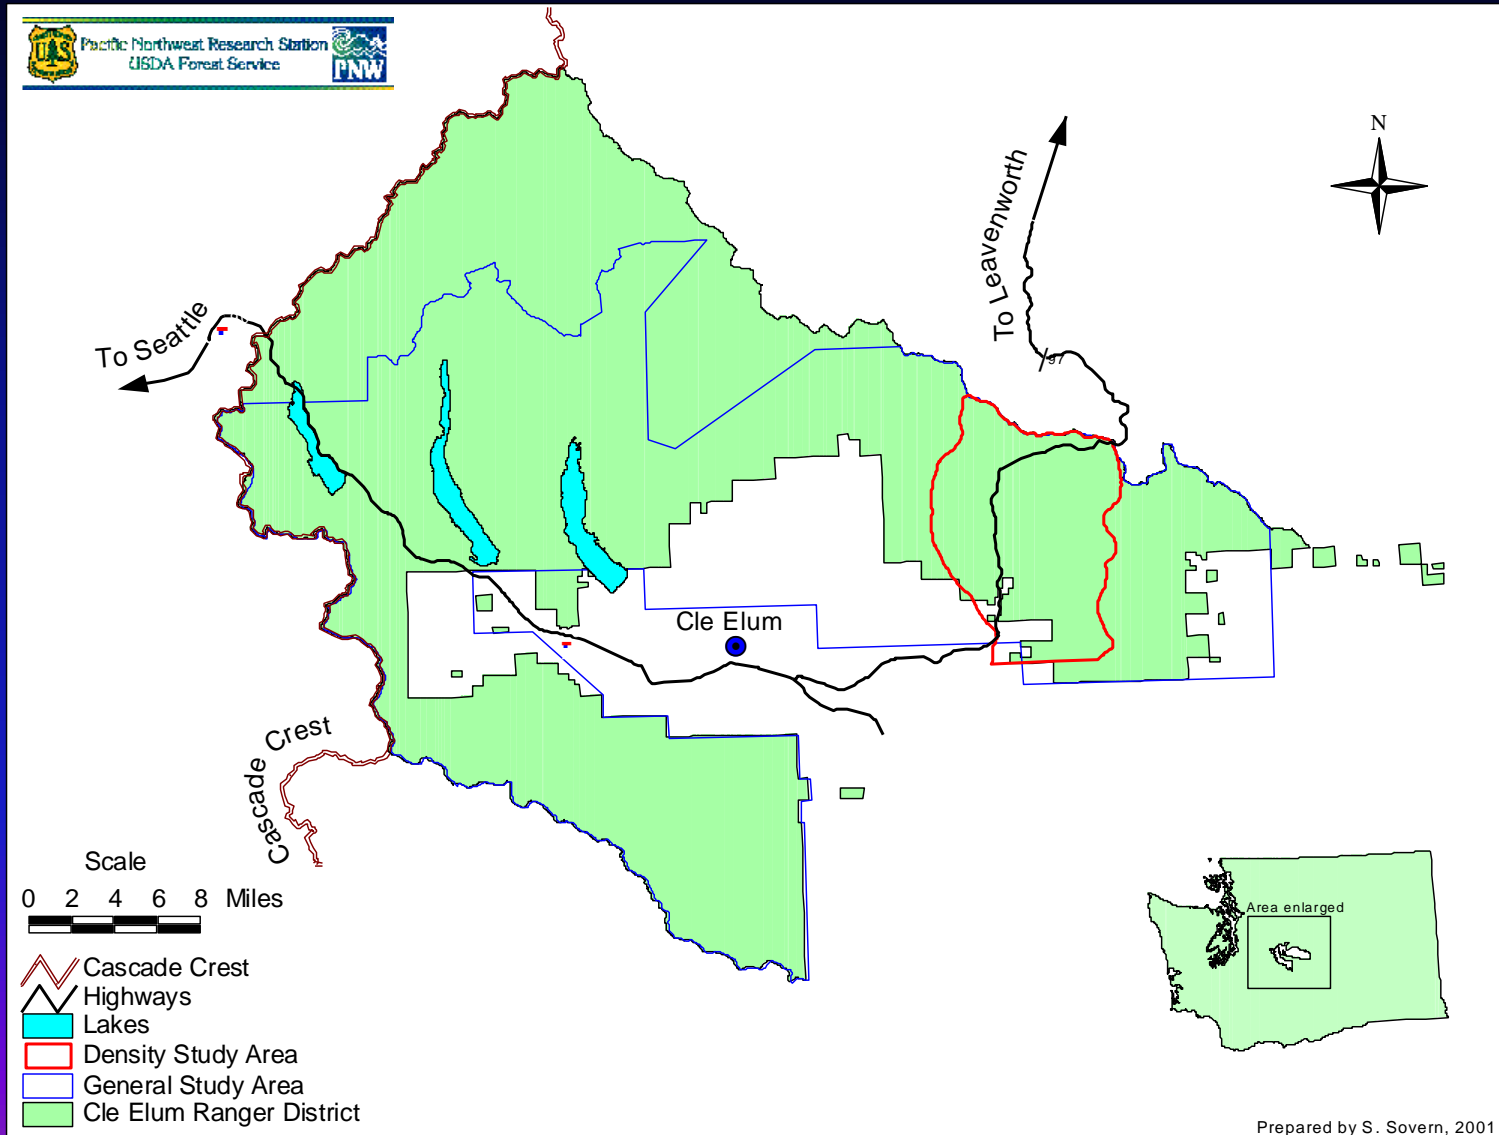 Pacific Northwest Research Station
USDA Forest Service
US
PNW
N
To Leavenworth
To Seattle
97
Cle Elum
Cascade Crest
Scale
0 2 4 6 8 Miles
Area enlarged
Cascade Crest
Highways
Lakes
Density Study Area
General Study Area
Cle Elum Ranger District
Prepared by S. Sovern, 2001